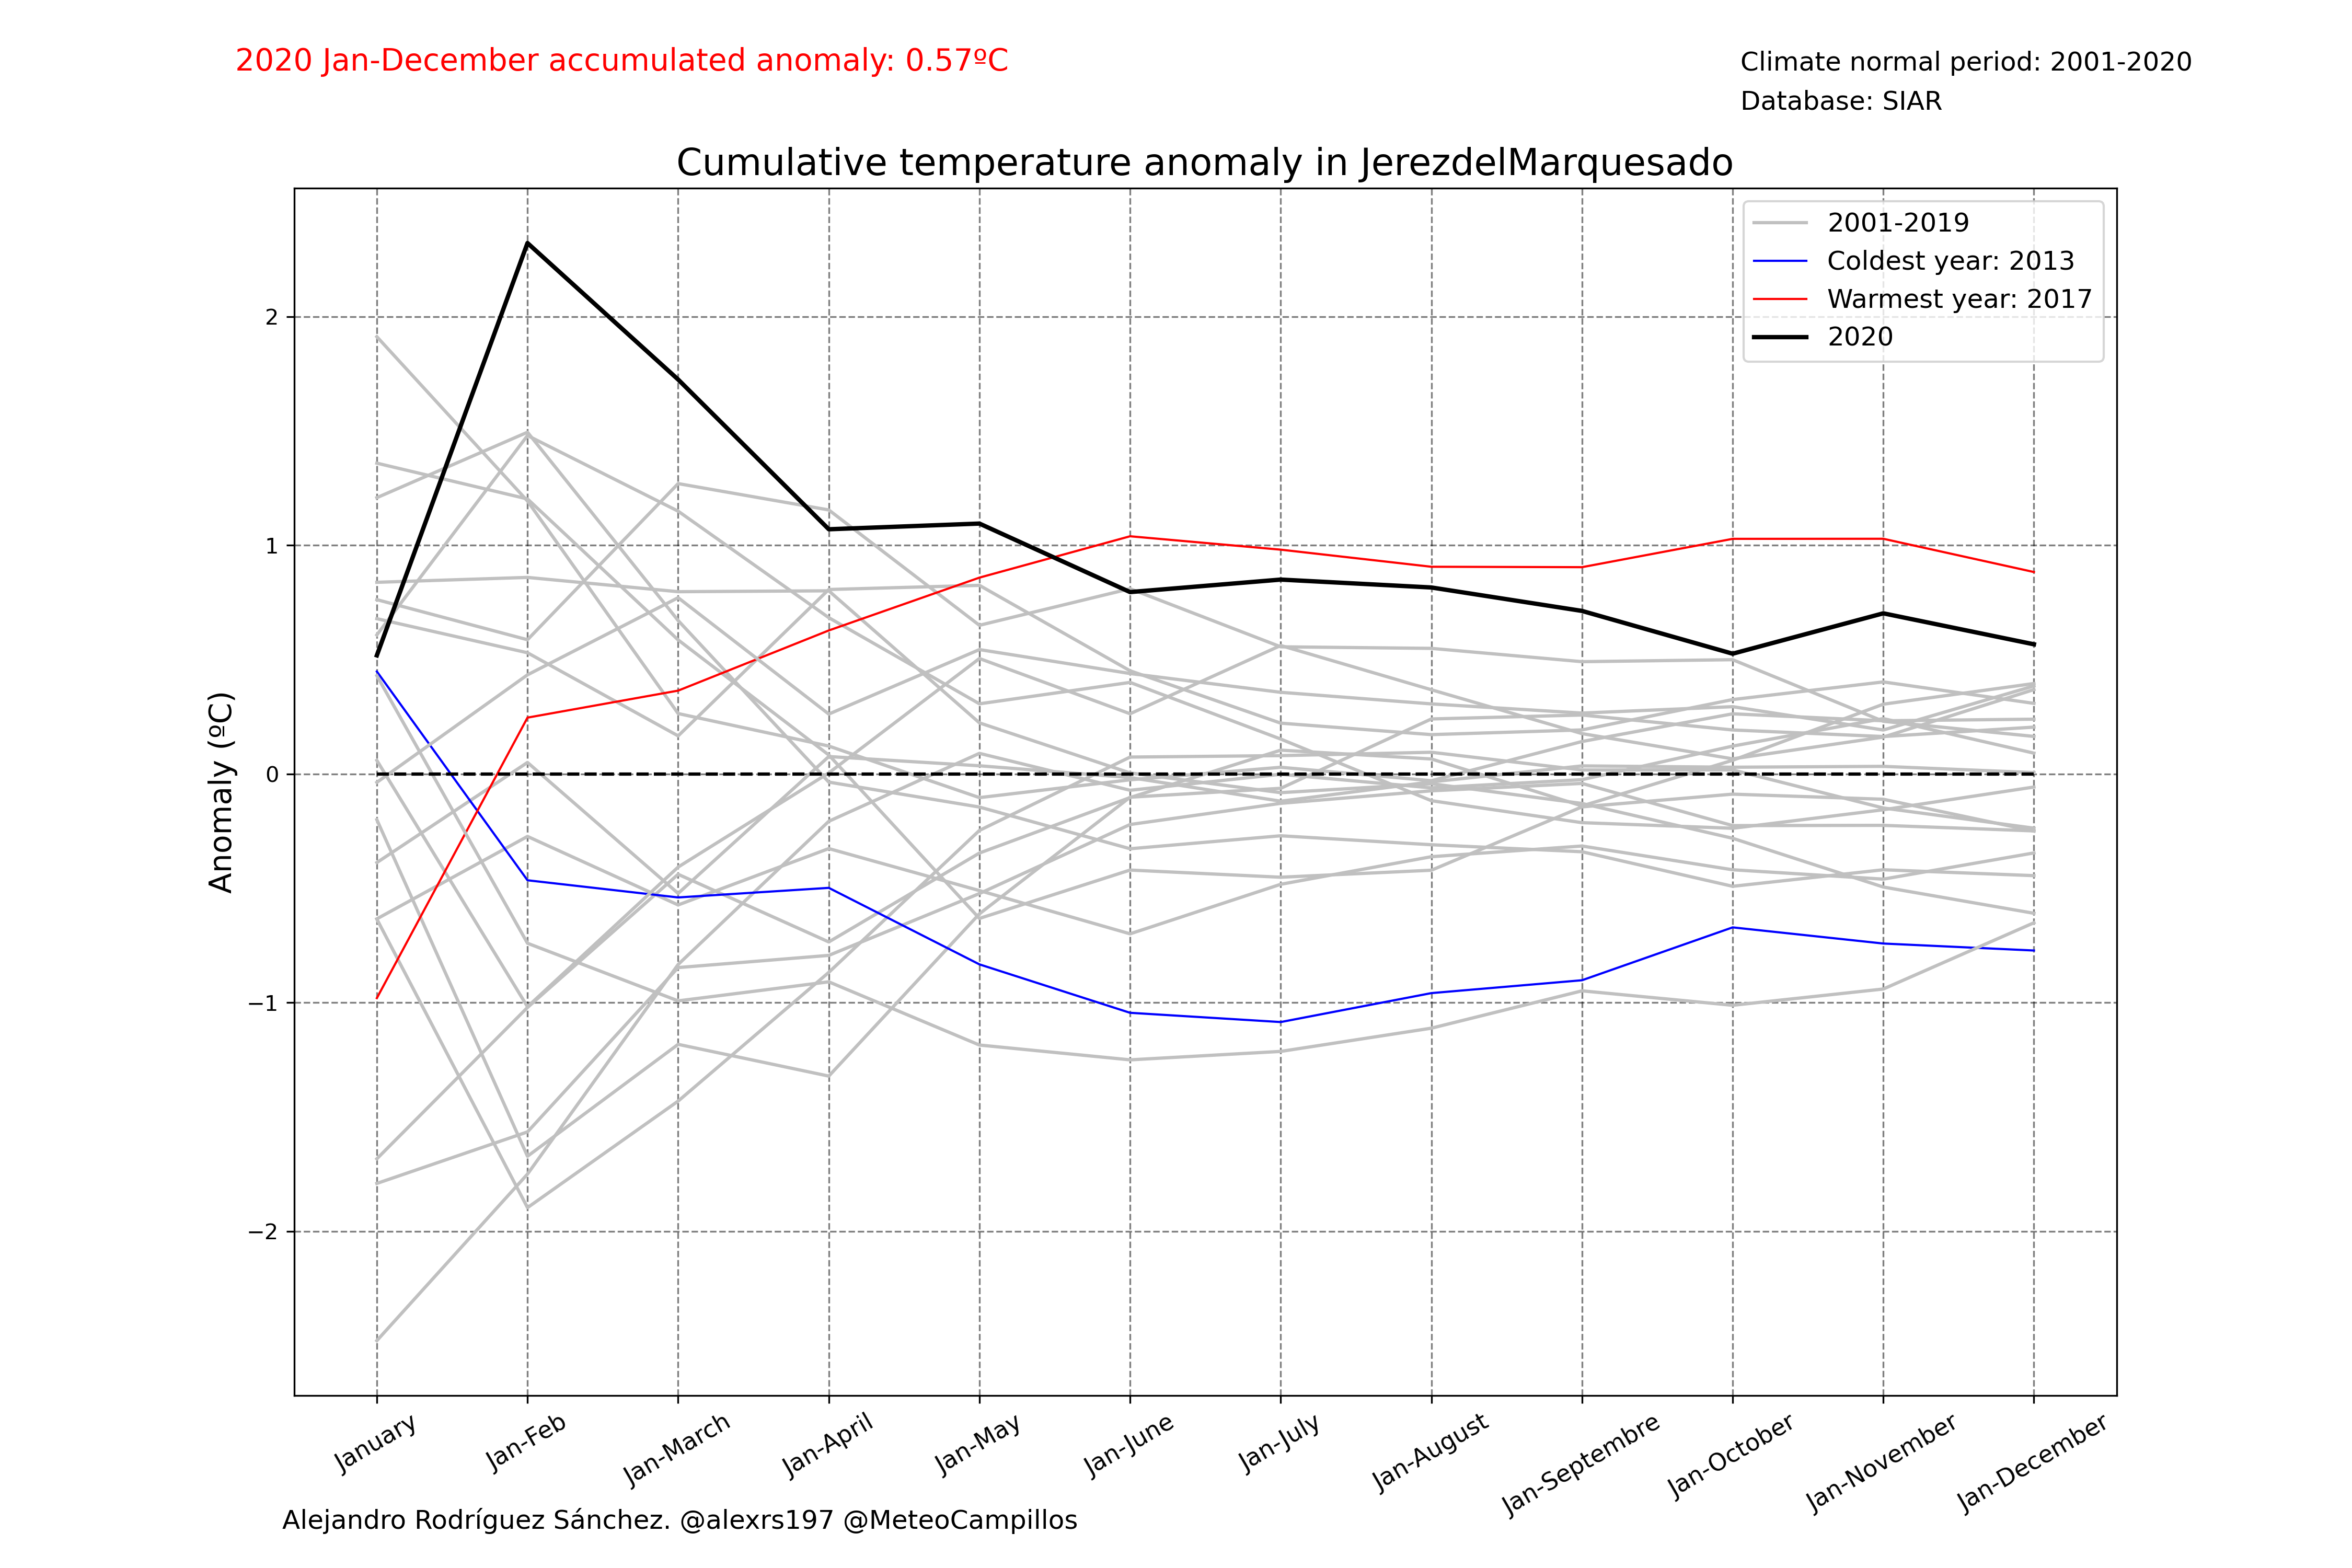 2020 Jan-December accumulated anomaly: 0.57ºC
Climate normal period: 2001-2020
Database: SIAR
Cumulative temperature anomaly in JerezdelMarquesado
2001-2019
Coldest year: 2013
Warmest year: 2017
2020
Anomaly (ºC)
2
1
0
−1
−2
January
Jan-Feb
Jan-March
Jan-April
Jan-May
Jan-June
Jan-July
Jan-August
Jan-Septembre
Jan-October
Jan-November
Jan-December
Alejandro Rodríguez Sánchez. @alexrs197 @MeteoCampillos